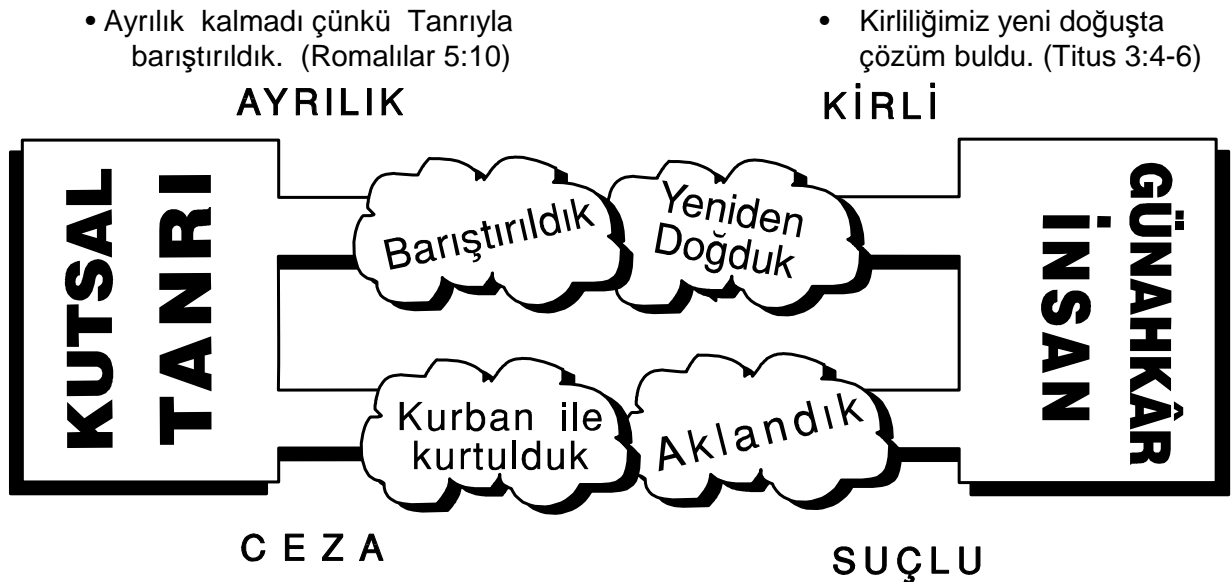 • Ayrılık kalmadı çünkü Tanrıyla
barıştırıldık. (Romalılar 5:10)
• Kirliliğimiz yeni doğuşta
çözüm buldu. (Titus 3:4-6)
AYRILIK
KİRLİ
KUTSAL
TANRI
Barıştırıldık
Yeniden
Doğduk
GÜNAHKÂR
İNSAN
Kurban ile
kurtulduk
Aklandık
CEZA
SUÇLU